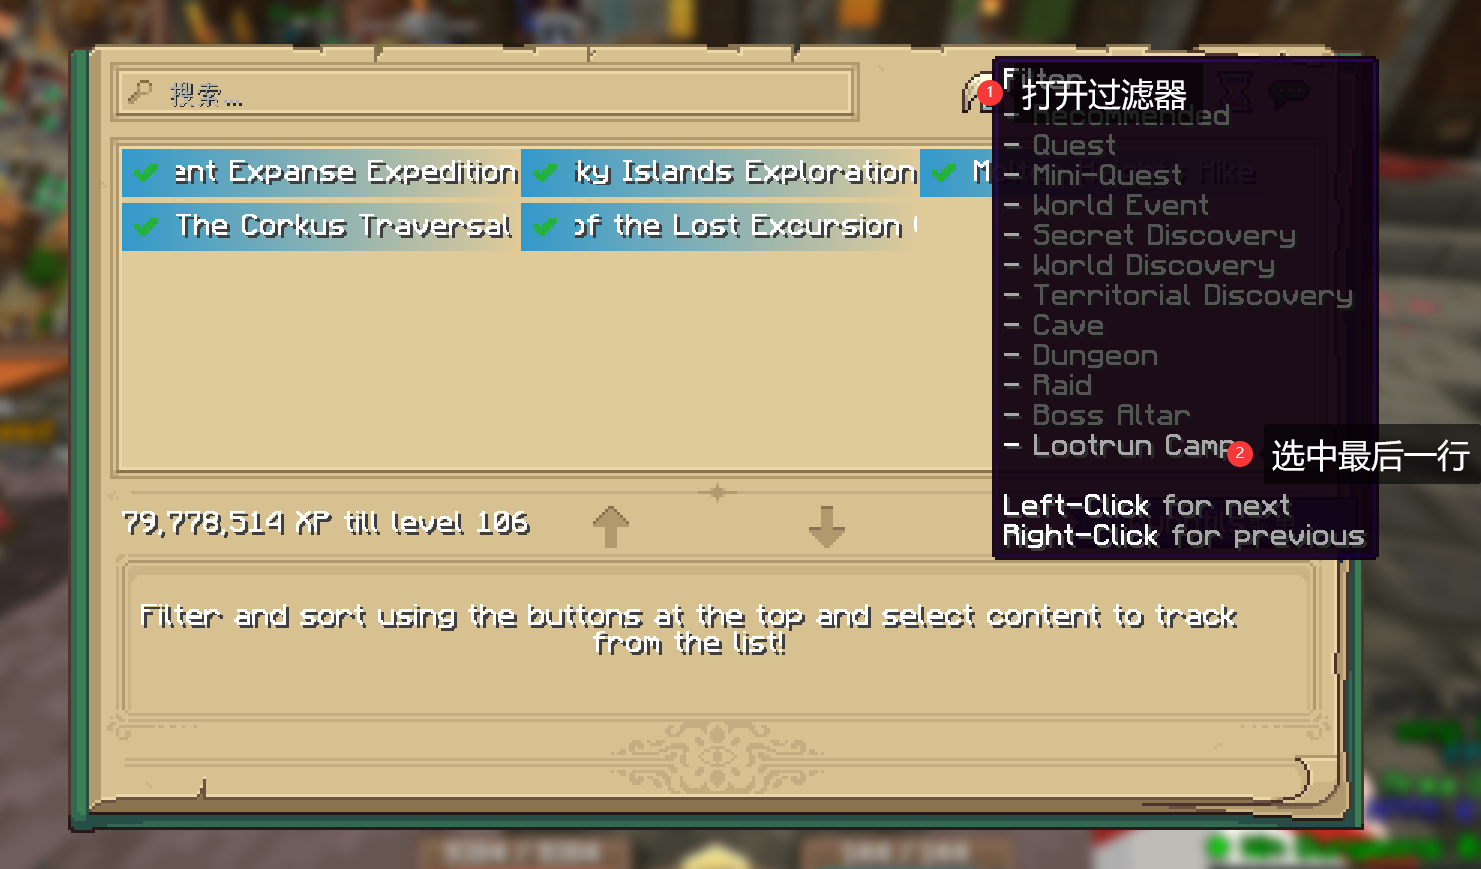 搜索...
Filter
1 打开过滤器
- Recommended
- Quest
- Mini-Quest
- World Event
- Secret Discovery
- World Discovery
- Territorial Discovery
- Cave
- Dungeon
- Raid
- Boss Altar
- Lootrun Camp
2 选中最后一行
Left-Click for next
Right-Click for previous
ent Expanse Expedition
ky Islands Exploration
Hike
The Corkus Traversal
of the Lost Excursion
79,778,514 XP till level 106
Filter and sort using the buttons at the top and select content to track
from the list!